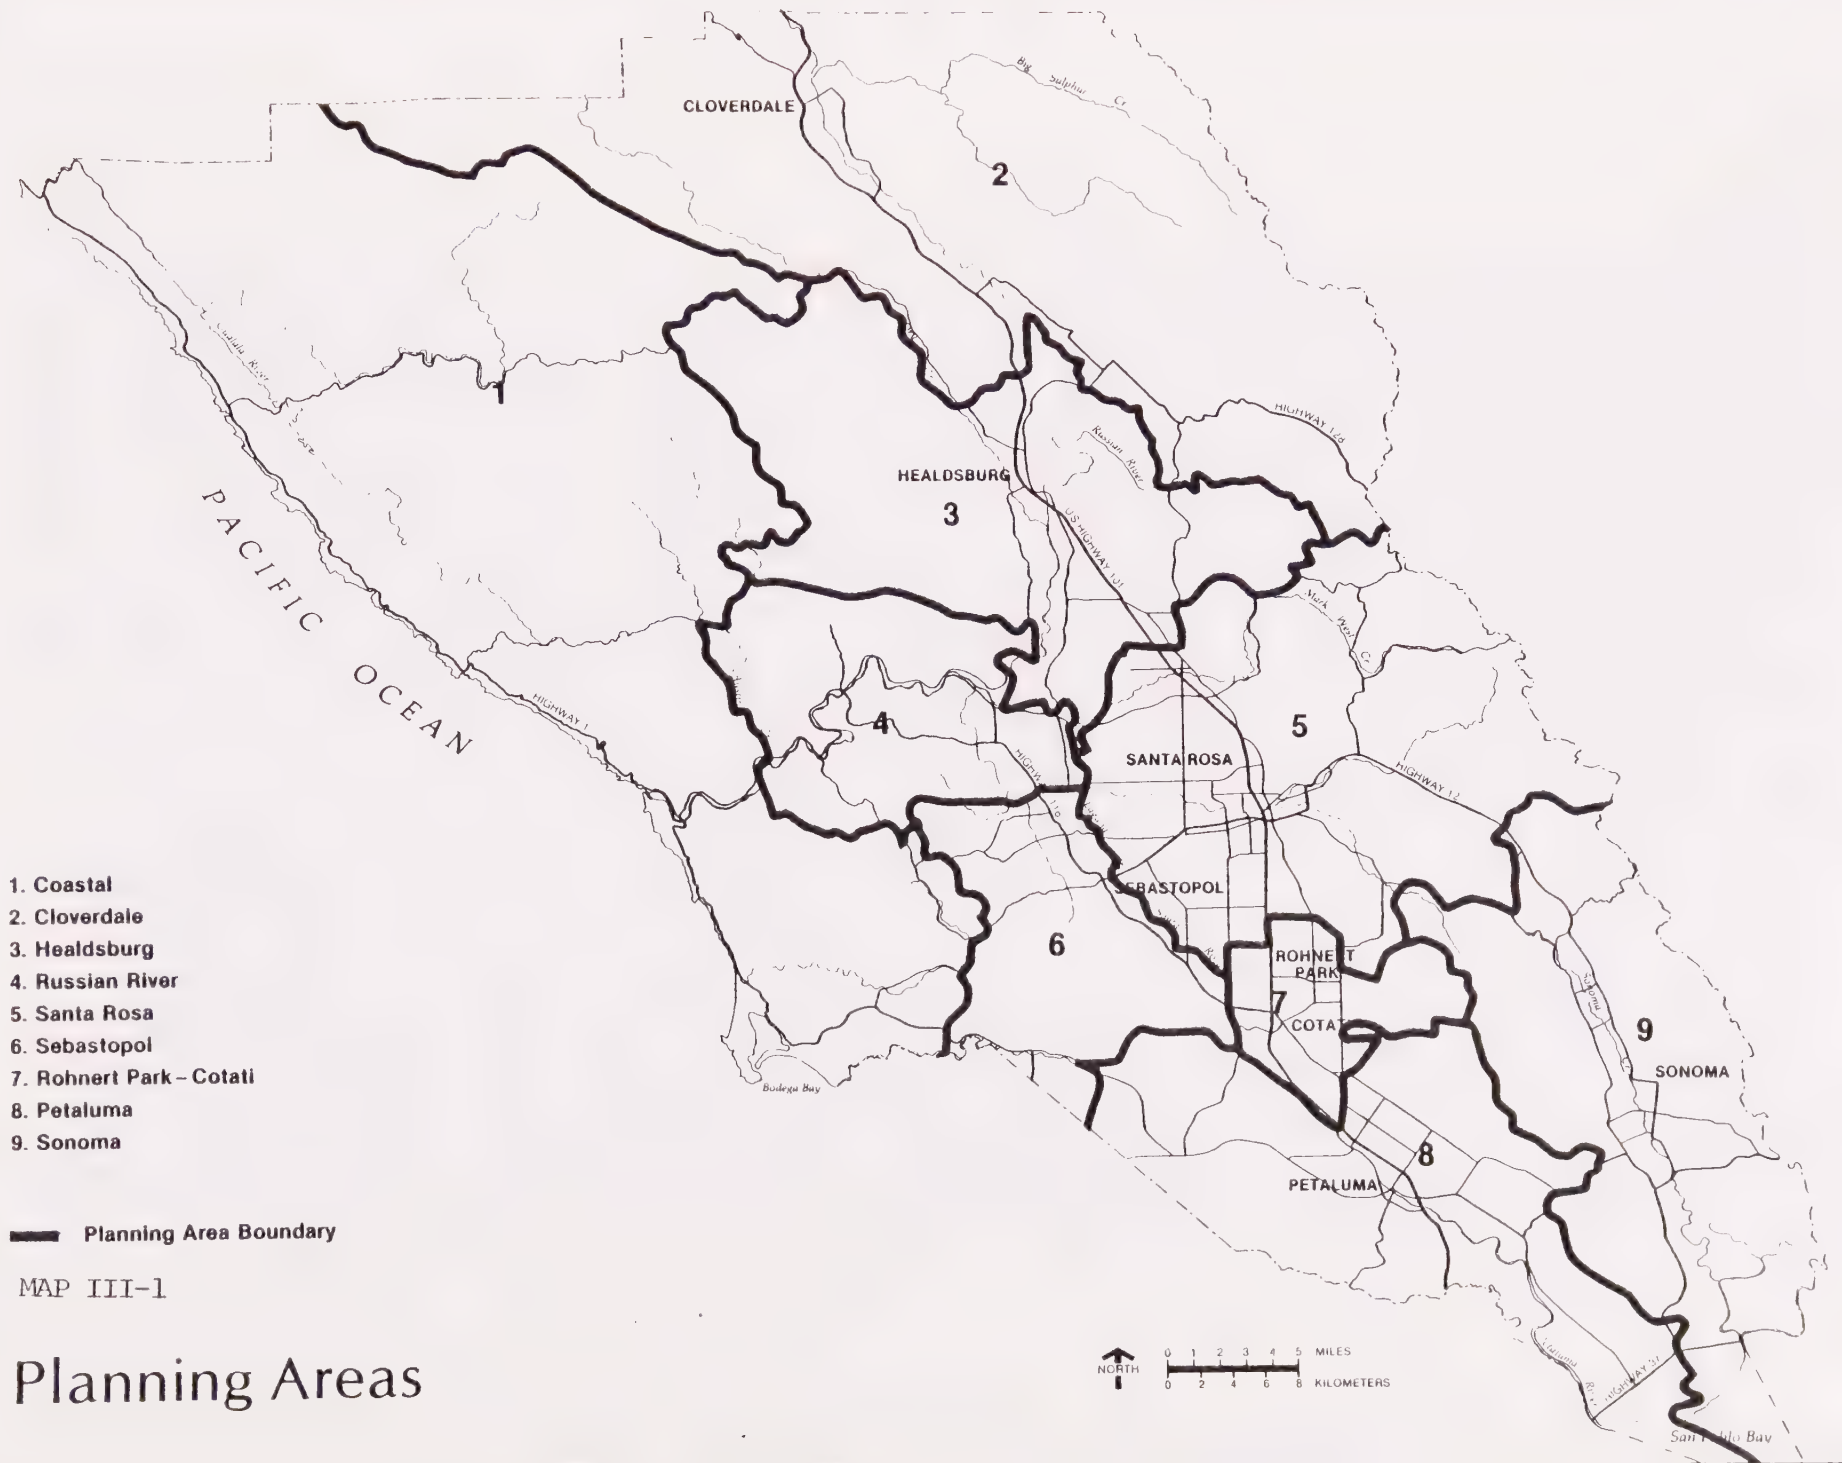 Big Sulphur Cr
CLOVERDALE
2
HIGHWAY 128
Russian River
HEALDSBURG
3
US HIGHWAY 101
PACIFIC OCEAN
Mark West Cr
HIGHWAY 1
4
5
SANTA ROSA
HIGHWAY 12
SEBASTOPOL
6
ROHNERT
PARK
7
COTATI
9
SONOMA
Bodega Bay
8
PETALUMA
HIGHWAY 37
San Pablo Bay
1. Coastal
2. Cloverdale
3. Healdsburg
4. Russian River
5. Santa Rosa
6. Sebastopol
7. Rohnert Park – Cotati
8. Petaluma
9. Sonoma
Planning Area Boundary
MAP III-1
Planning Areas
NORTH
0 1 2 3 4 5 MILES
0 2 4 6 8 KILOMETERS